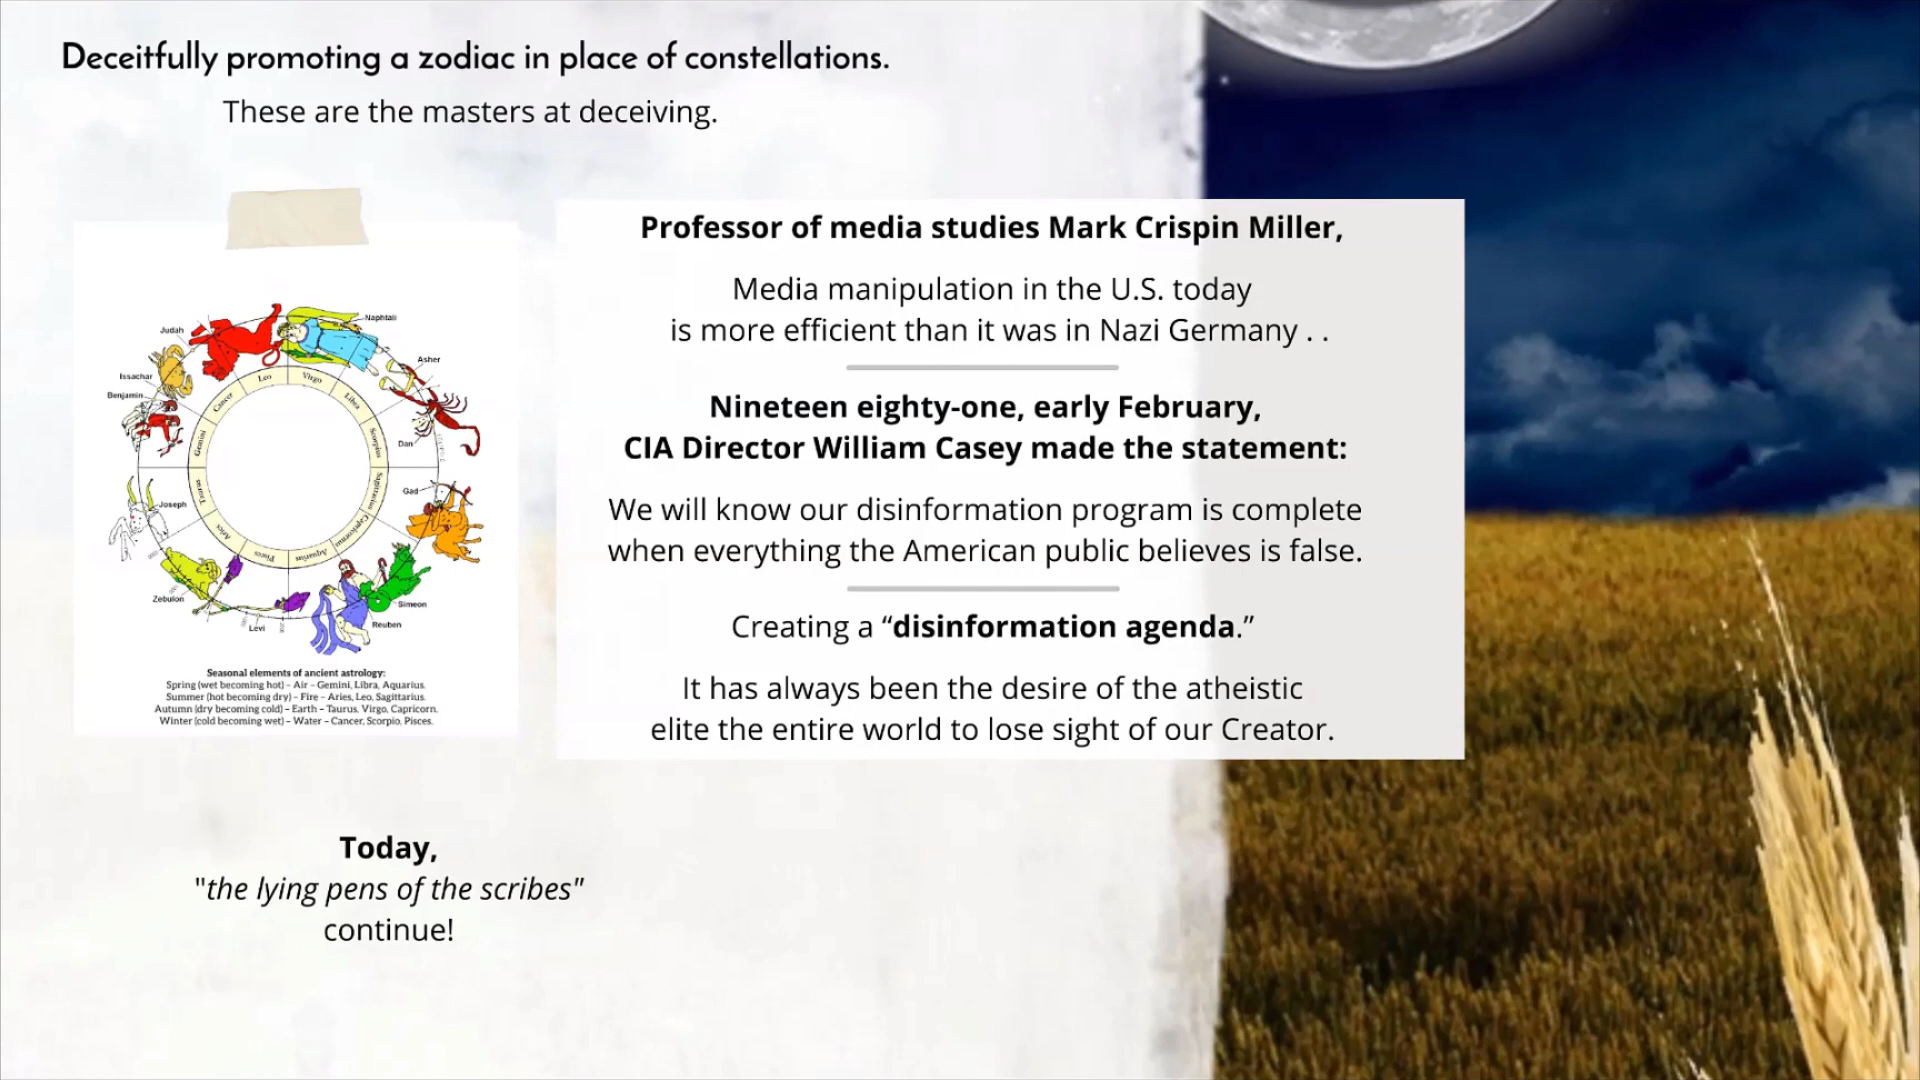 Deceitfully promoting a zodiac in place of constellations.
These are the masters at deceiving.
Judah
Naphtali
Issachar
Asher
Benjamin
Dan
Joseph
Gad
Zebulon
Simeon
Levi
Reuben
Leo
Virgo
Cancer
Libra
Gemini
Scorpius
Taurus
Sagittarius
Aries
Capricornus
Pisces
Aquarius
Seasonal elements of ancient astrology:
Spring (wet becoming hot) – Air – Gemini, Libra, Aquarius.
Summer (hot becoming dry) – Fire – Aries, Leo, Sagittarius.
Autumn (dry becoming cold) – Earth – Taurus, Virgo, Capricorn.
Winter (cold becoming wet) – Water – Cancer, Scorpio, Pisces.
Professor of media studies Mark Crispin Miller,
Media manipulation in the U.S. today
is more efficient than it was in Nazi Germany . .
Nineteen eighty-one, early February,
CIA Director William Casey made the statement:
We will know our disinformation program is complete
when everything the American public believes is false.
Creating a “disinformation agenda.”
It has always been the desire of the atheistic
elite the entire world to lose sight of our Creator.
Today,
"the lying pens of the scribes"
continue!